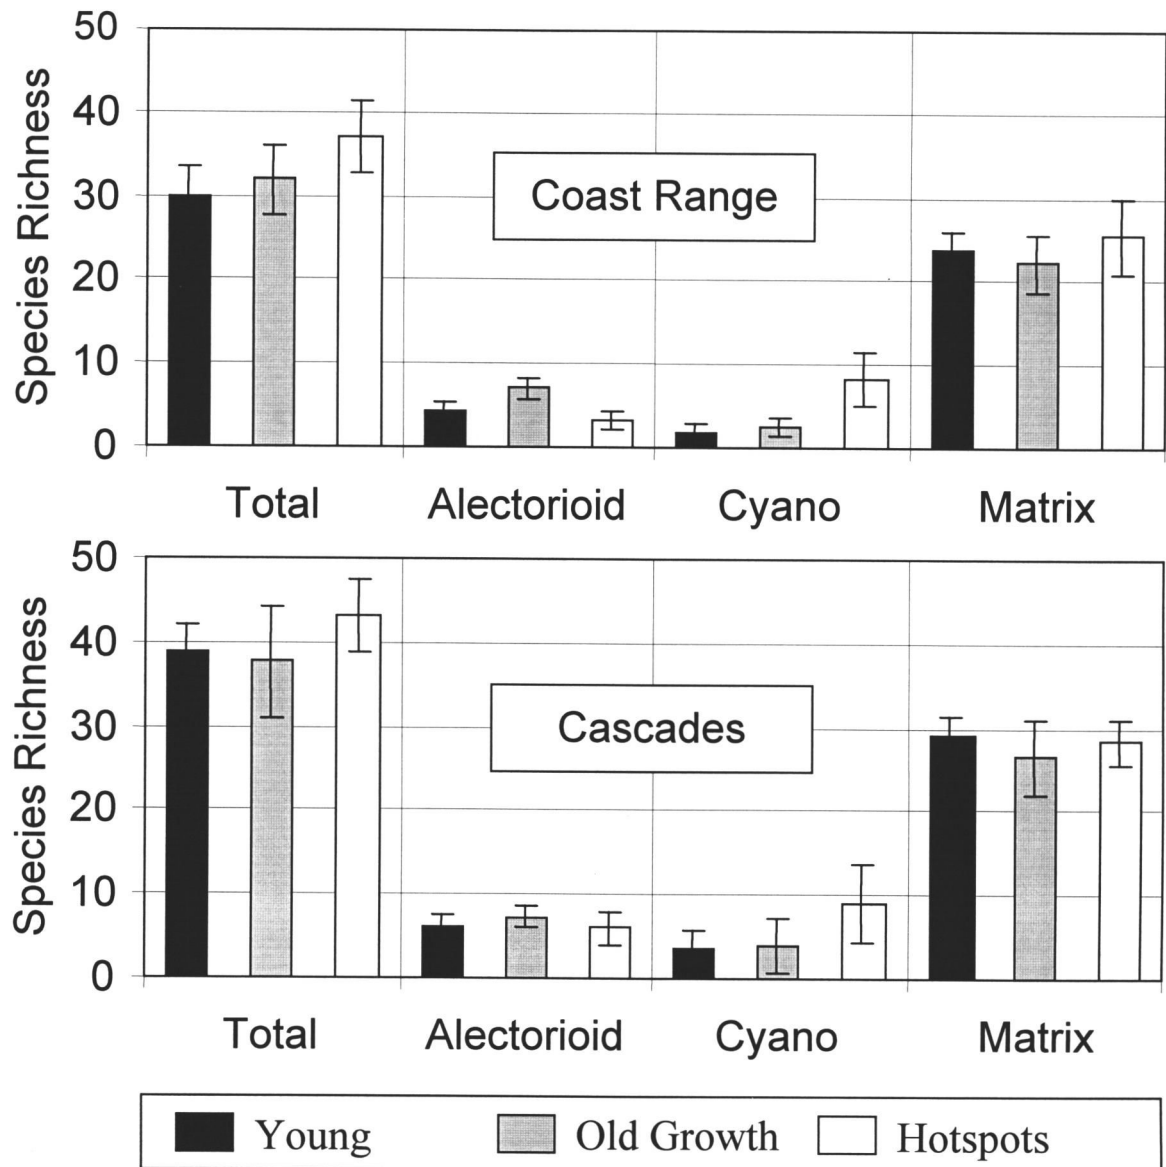 50
40
30
20
10
0
Species Richness
Coast Range
Total Alectorioid Cyano Matrix
50
40
30
20
10
0
Species Richness
Cascades
Total Alectorioid Cyano Matrix
Young Old Growth Hotspots